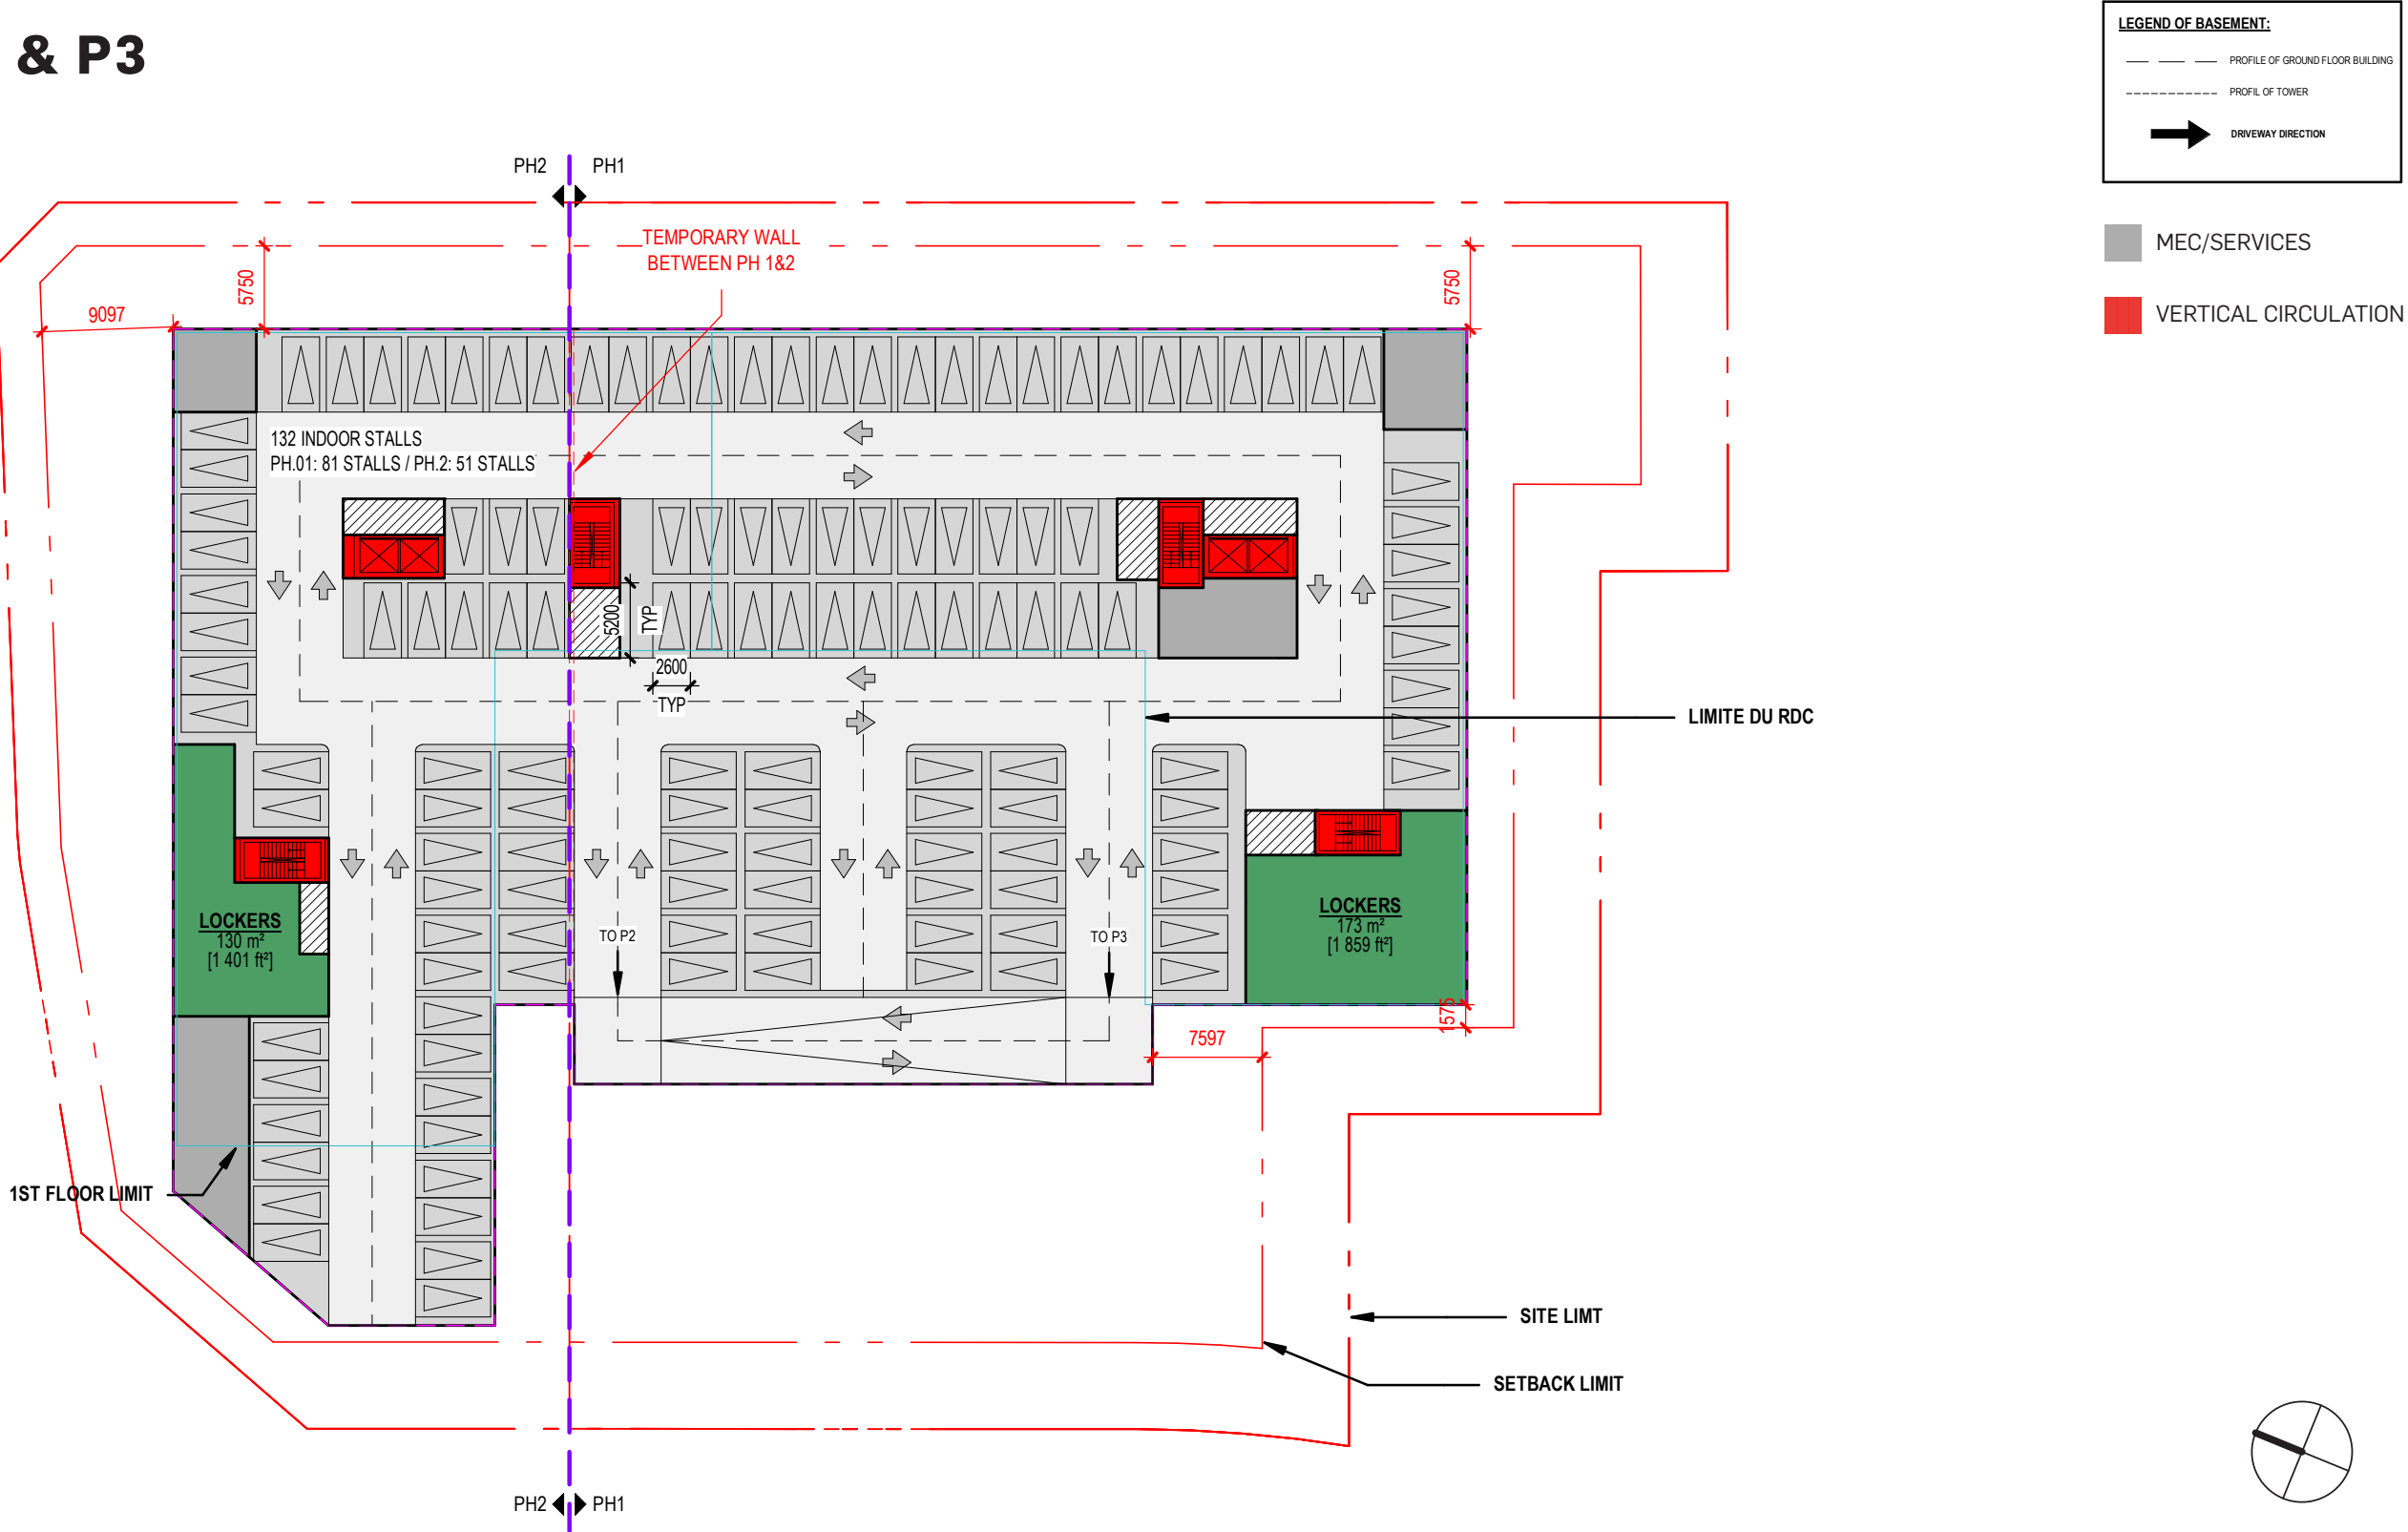 & P3
LEGEND OF BASEMENT:
PROFILE OF GROUND FLOOR BUILDING
PROFIL OF TOWER
DRIVEWAY DIRECTION
MEC/SERVICES
VERTICAL CIRCULATION
PH2
PH1
TEMPORARY WALL
BETWEEN PH 1&2
5750
5750
9097
132 INDOOR STALLS
PH.01: 81 STALLS / PH.2: 51 STALLS
5200
TYP
2600
TYP
LIMITE DU RDC
LOCKERS
130 m²
[1 401 ft²]
TO P2
TO P3
LOCKERS
173 m²
[1 859 ft²]
1575
7597
1ST FLOOR LIMIT
SITE LIMT
SETBACK LIMIT
PH2
PH1